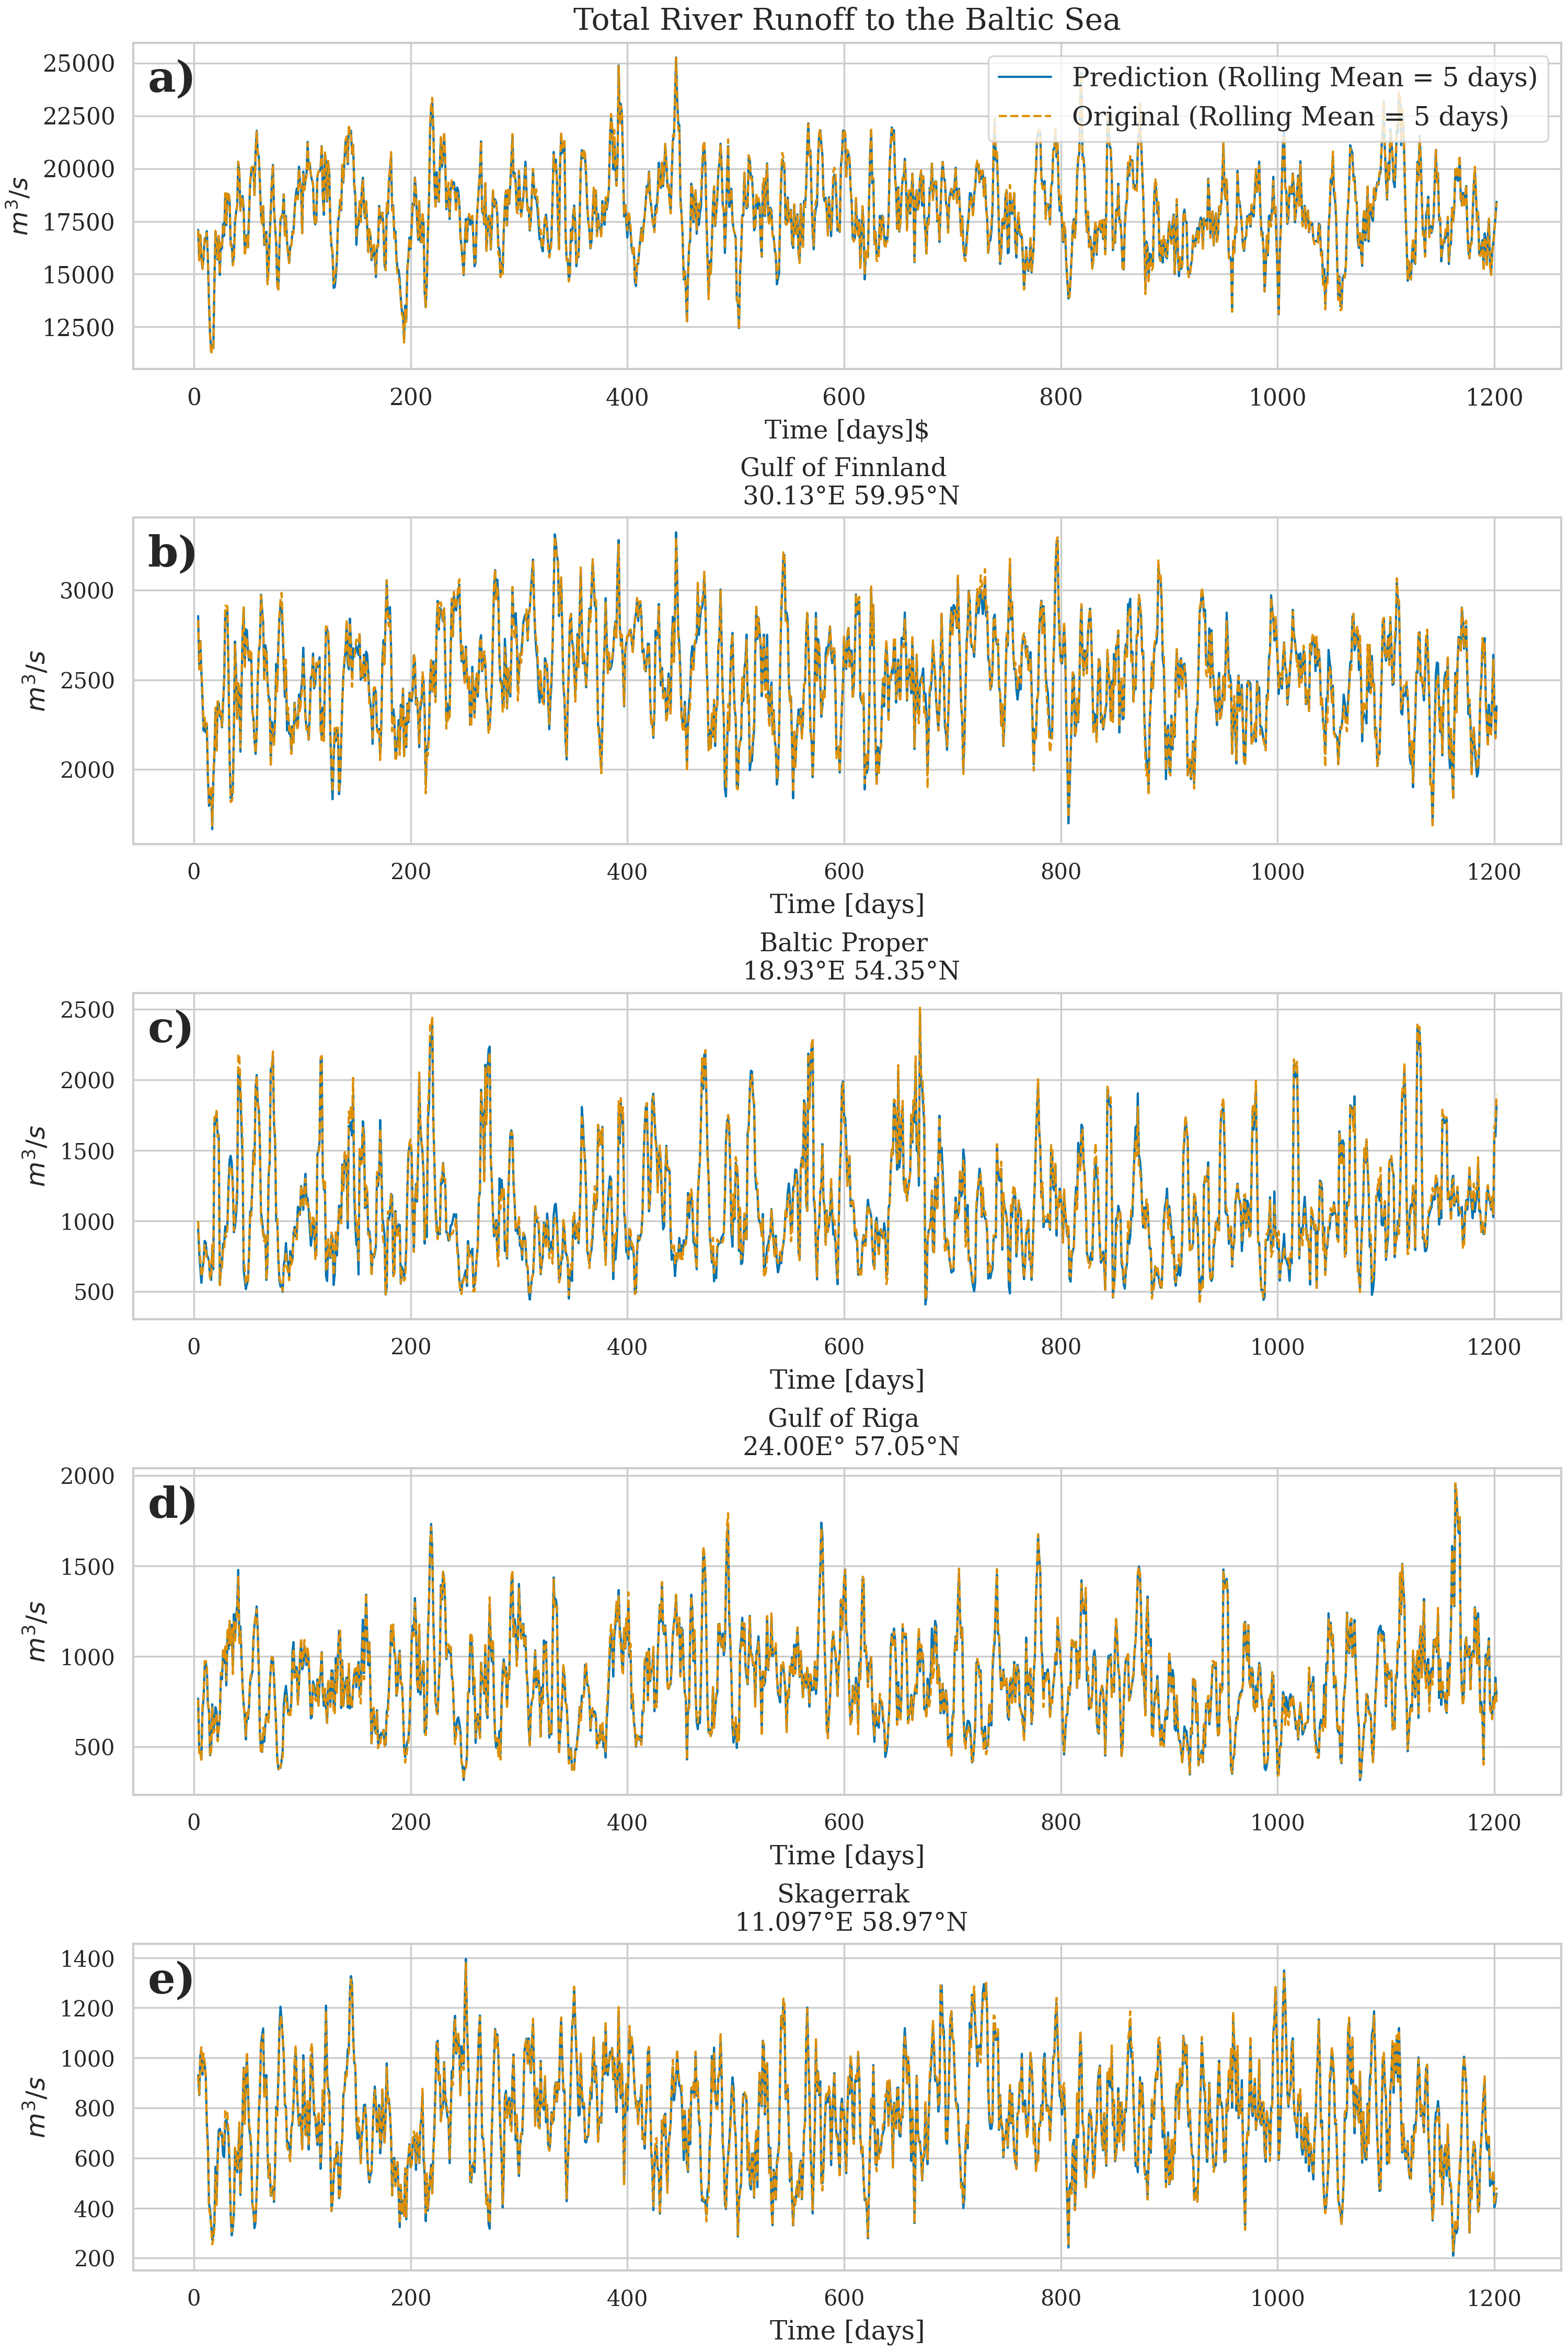 Total River Runoff to the Baltic Sea
a)
Prediction (Rolling Mean = 5 days)
Original (Rolling Mean = 5 days)
25000
22500
20000
17500
15000
12500
m³/s
0 200 400 600 800 1000 1200
Time [days]$
Gulf of Finnland
30.13°E 59.95°N
b)
3000
2500
2000
m³/s
0 200 400 600 800 1000 1200
Time [days]
Baltic Proper
18.93°E 54.35°N
c)
2500
2000
1500
1000
500
m³/s
0 200 400 600 800 1000 1200
Time [days]
Gulf of Riga
24.00E° 57.05°N
d)
2000
1500
1000
500
m³/s
0 200 400 600 800 1000 1200
Time [days]
Skagerrak
11.097°E 58.97°N
e)
1400
1200
1000
800
600
400
200
m³/s
0 200 400 600 800 1000 1200
Time [days]